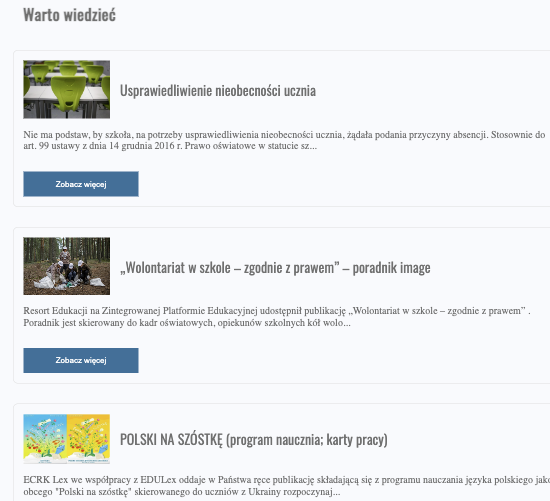 Warto wiedzieć
Usprawiedliwienie nieobecności ucznia
Nie ma podstaw, by szkoła, na potrzeby usprawiedliwienia nieobecności ucznia, żądała podania przyczyny absencji. Stosownie do
art. 99 ustawy z dnia 14 grudnia 2016 r. Prawo oświatowe w statucie sz...
Zobacz więcej
„Wolontariat w szkole – zgodnie z prawem” – poradnik image
Resort Edukacji na Zintegrowanej Platformie Edukacyjnej udostępnił publikację „Wolontariat w szkole – zgodnie z prawem” .
Poradnik jest skierowany do kadr oświatowych, opiekunów szkolnych kół wolo...
Zobacz więcej
POLSKI NA SZÓSTKĘ (program naucznia; karty pracy)
ECRK Lex we współpracy z EDULex oddaje w Państwa ręce publikację składającą się z programu nauczania języka polskiego jako
obcego "Polski na szóstkę" skierowanego do uczniów z Ukrainy rozpoczynaj...